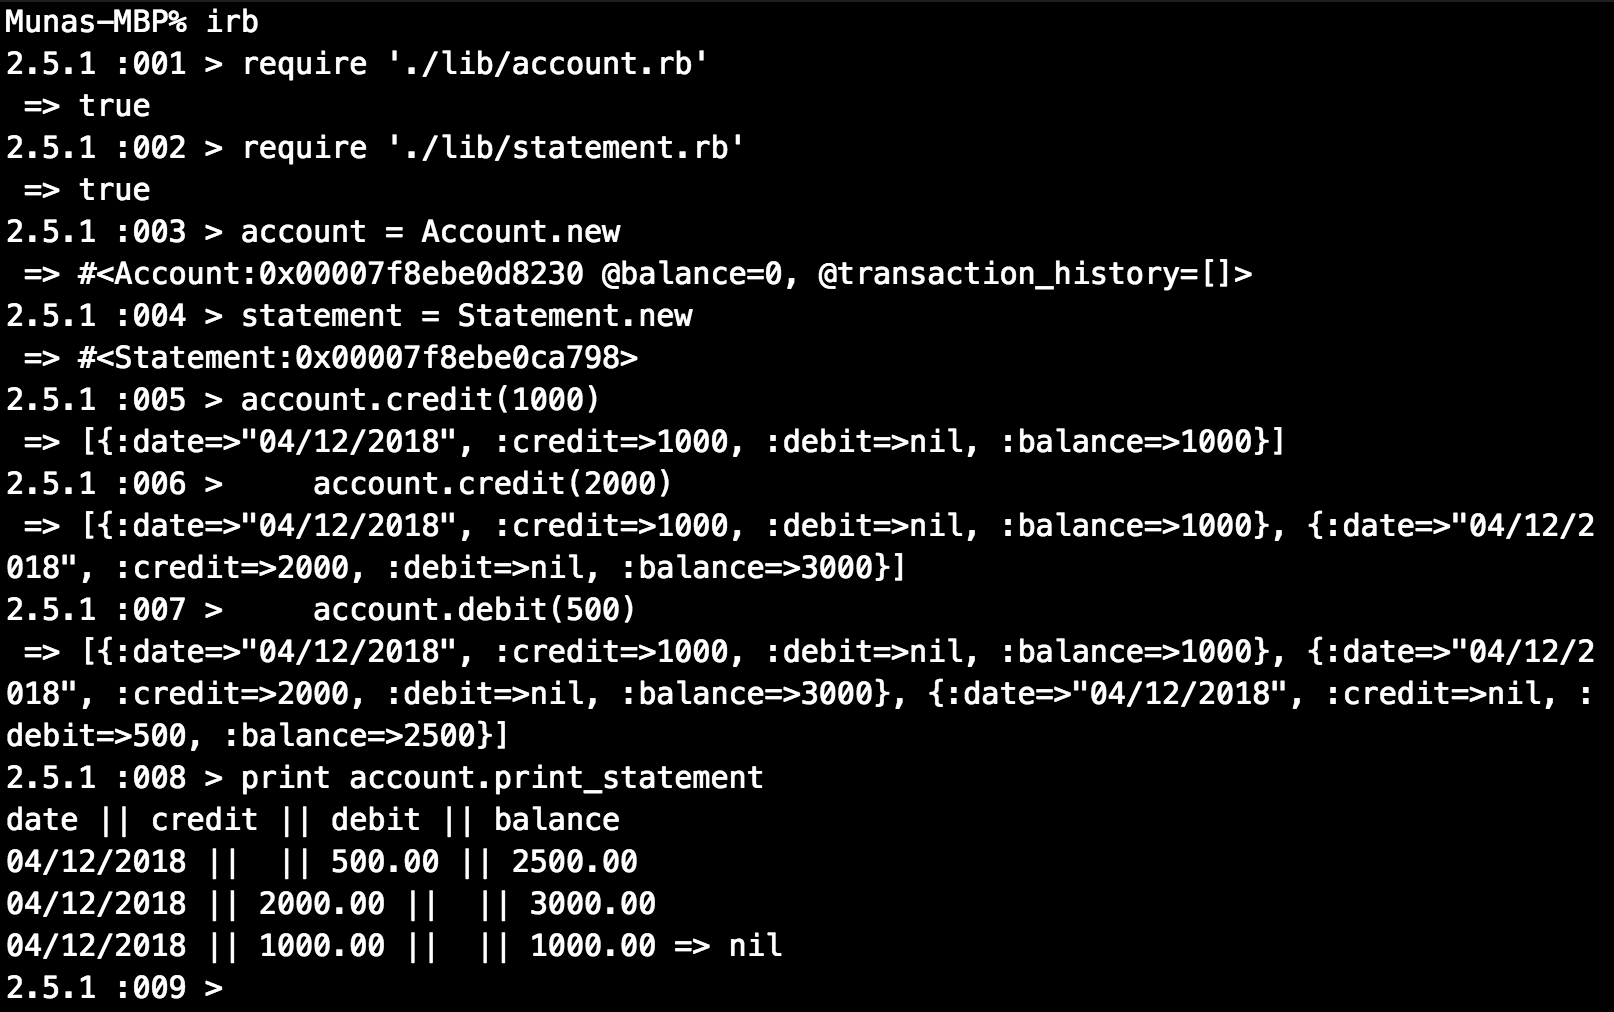 Munas-MBP% irb
2.5.1 :001 > require './lib/account.rb'
 => true
2.5.1 :002 > require './lib/statement.rb'
 => true
2.5.1 :003 > account = Account.new
 => #<Account:0x00007f8ebe0d8230 @balance=0, @transaction_history=[]>
2.5.1 :004 > statement = Statement.new
 => #<Statement:0x00007f8ebe0ca798>
2.5.1 :005 > account.credit(1000)
 => [{:date=>"04/12/2018", :credit=>1000, :debit=>nil, :balance=>1000}]
2.5.1 :006 >     account.credit(2000)
 => [{:date=>"04/12/2018", :credit=>1000, :debit=>nil, :balance=>1000}, {:date=>"04/12/2
018", :credit=>2000, :debit=>nil, :balance=>3000}]
2.5.1 :007 >     account.debit(500)
 => [{:date=>"04/12/2018", :credit=>1000, :debit=>nil, :balance=>1000}, {:date=>"04/12/2
018", :credit=>2000, :debit=>nil, :balance=>3000}, {:date=>"04/12/2018", :credit=>nil, :
debit=>500, :balance=>2500}]
2.5.1 :008 > print account.print_statement
date || credit || debit || balance
04/12/2018 ||  || 500.00 || 2500.00
04/12/2018 || 2000.00 ||  || 3000.00
04/12/2018 || 1000.00 ||  || 1000.00 => nil
2.5.1 :009 >